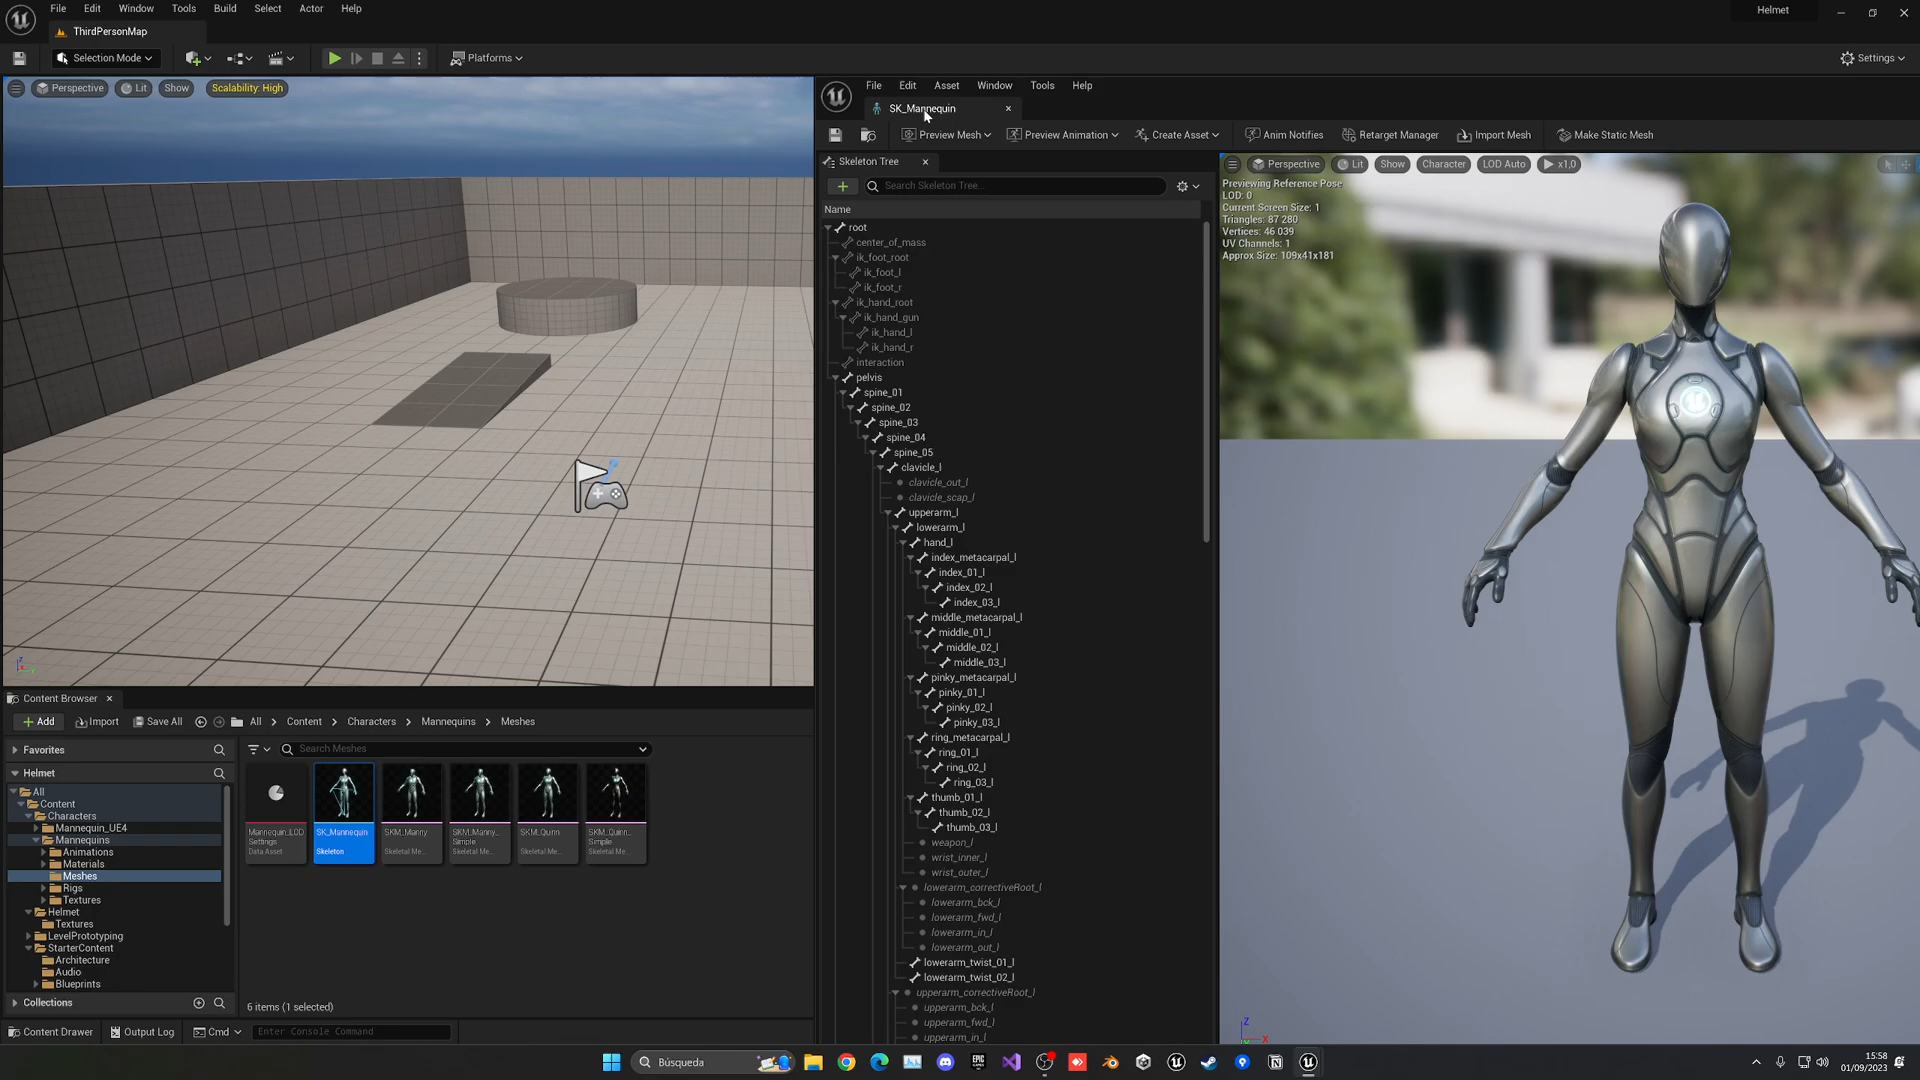 File Edit Window Tools Build Select Actor Help
Helmet
ThirdPersonMap
Selection Mode
Platforms
Settings
Perspective Lit Show Scalability: High
File Edit Asset Window Tools Help
SK_Mannequin
Preview Mesh Preview Animation Create Asset Anim Notifies Retarget Manager Import Mesh Make Static Mesh
Skeleton Tree
Search Skeleton Tree...
Name
root
center_of_mass
ik_foot_root
ik_foot_l
ik_foot_r
ik_hand_root
ik_hand_gun
ik_hand_l
ik_hand_r
interaction
pelvis
spine_01
spine_02
spine_03
spine_04
spine_05
clavicle_l
clavicle_out_l
clavicle_scap_l
upperarm_l
lowerarm_l
hand_l
index_metacarpal_l
index_01_l
index_02_l
index_03_l
middle_metacarpal_l
middle_01_l
middle_02_l
middle_03_l
pinky_metacarpal_l
pinky_01_l
pinky_02_l
pinky_03_l
ring_metacarpal_l
ring_01_l
ring_02_l
ring_03_l
thumb_01_l
thumb_02_l
thumb_03_l
weapon_l
wrist_inner_l
wrist_outer_l
lowerarm_correctiveRoot_l
lowerarm_bck_l
lowerarm_fwd_l
lowerarm_in_l
lowerarm_out_l
lowerarm_twist_01_l
lowerarm_twist_02_l
upperarm_correctiveRoot_l
upperarm_bck_l
upperarm_fwd_l
upperarm_in_l
Perspective Lit Show Character LOD Auto x1,0
Previewing Reference Pose
LOD: 0
Current Screen Size: 1
Triangles: 87 280
Vertices: 46 039
UV Channels: 1
Approx Size: 109x41x181
Z
X
Content Browser
Add Import Save All All Content Characters Mannequins Meshes
Favorites
Search Meshes
Helmet
All
Content
Characters
Mannequin_UE4
Mannequins
Animations
Materials
Meshes
Rigs
Textures
Helmet
Textures
LevelPrototyping
StarterContent
Architecture
Audio
Blueprints
Collections
Mannequin_LOD
Settings
Data Asset
SK_Mannequin
Skeleton
SKM_Manny
Skeletal Me...
SKM_Manny_
Simple
Skeletal Me...
SKM_Quinn
Skeletal Me...
SKM_Quinn_
Simple
Skeletal Me...
6 items (1 selected)
Content Drawer Output Log Cmd Enter Console Command
Búsqueda
15:58
01/09/2023